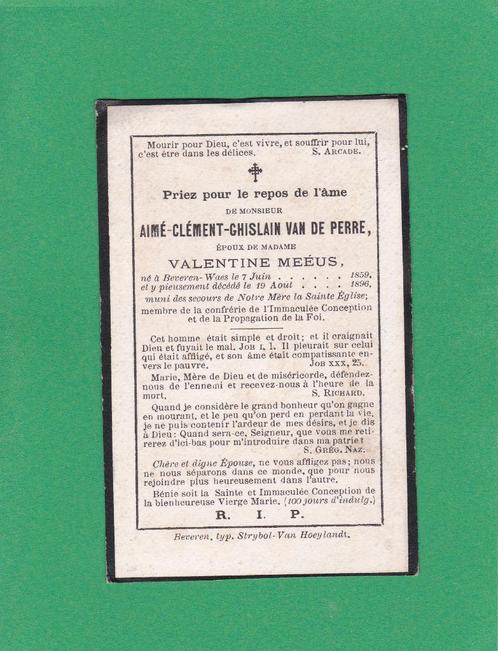 Mourir pour Dieu, c'est vivre, et souffrir pour lui,
c'est être dans les délices. S. ARCADE.
Priez pour le repos de l'âme
DE MONSIEUR
AIMÉ-CLÉMENT-GHISLAIN VAN DE PERRE,
ÉPOUX DE MADAME
VALENTINE MEÉUS,
né à Beveren-Waes le 7 Juin . . . . . . 1859,
et y pieusement décédé le 19 Aout . . . . 1896,
muni des secours de Notre Mère la Sainte Église;
membre de la confrérie de l'Immaculée Conception
et de la Propagation de la Foi.
Cet homme était simple et droit; et il craignait
Dieu et fuyait le mal. JOB I, 1. Il pleurait sur celui
qui était affligé, et son âme était compatissante en-
vers le pauvre. JOB XXX, 25.
Marie, Mère de Dieu et de miséricorde, défendez-
nous de l'ennemi et recevez-nous à l'heure de la
mort. S. RICHARD.
Quand je considère le grand bonheur qu'on gagne
en mourant, et le peu qu'on perd en perdant la vie,
je ne puis contenir l'ardeur de mes désirs, et je dis
à Dieu: Quand sera-ce, Seigneur, que vous me reti-
rerez d'ici-bas pour m'introduire dans ma patrie!
S. GRÉG. NAZ.
Chère et digne Épouse, ne vous affligez pas; nous
ne nous séparons dans ce monde, que pour nous
rejoindre plus heureusement dans l'autre.
Bénie soit la Sainte et Immaculée Conception de
la bienheureuse Vierge Marie. (100 jours d'indulg.)
R. I. P.
Beveren, typ. Strybol-Van Hoeylandt.